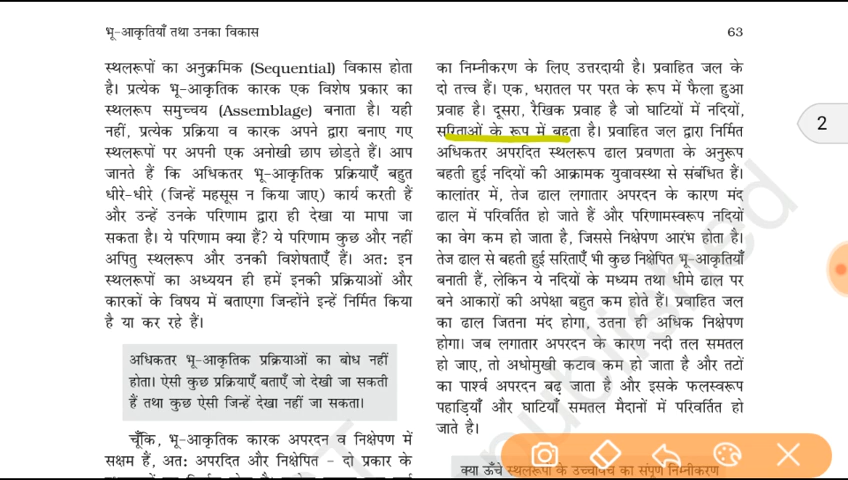 भू-आकृतियाँ तथा उनका विकास
63
स्थलरूपों का अनुक्रमिक (Sequential) विकास होता
है। प्रत्येक भू-आकृतिक कारक एक विशेष प्रकार का
स्थलरूप समुच्चय (Assemblage) बनाता है। यही
नहीं, प्रत्येक प्रक्रिया व कारक अपने द्वारा बनाए गए
स्थलरूपों पर अपनी एक अनोखी छाप छोड़ते हैं। आप
जानते हैं कि अधिकतर भू-आकृतिक प्रक्रियाएँ बहुत
धीरे-धीरे (जिन्हें महसूस न किया जाए) कार्य करती हैं
और उन्हें उनके परिणाम द्वारा ही देखा या मापा जा
सकता है। ये परिणाम क्या हैं? ये परिणाम कुछ और नहीं
अपितु स्थलरूप और उनकी विशेषताएँ हैं। अतः इन
स्थलरूपों का अध्ययन ही हमें इनकी प्रक्रियाओं और
कारकों के विषय में बताएगा जिन्होंने इन्हें निर्मित किया
है या कर रहे हैं।
अधिकतर भू-आकृतिक प्रक्रियाओं का बोध नहीं
होता। ऐसी कुछ प्रक्रियाएँ बताएँ जो देखी जा सकती
हैं तथा कुछ ऐसी जिन्हें देखा नहीं जा सकता।
चूँकि, भू-आकृतिक कारक अपरदन व निक्षेपण में
सक्षम हैं, अतः अपरदित और निक्षेपित - दो प्रकार के
का निम्नीकरण के लिए उत्तरदायी है। प्रवाहित जल के
दो तत्त्व हैं। एक, धरातल पर परत के रूप में फैला हुआ
प्रवाह है। दूसरा, रैखिक प्रवाह है जो घाटियों में नदियों,
सरिताओं के रूप में बहता है। प्रवाहित जल द्वारा निर्मित
अधिकतर अपरदित स्थलरूप ढाल प्रवणता के अनुरूप
बहती हुई नदियों की आक्रामक युवावस्था से संबंधित हैं।
कालांतर में, तेज ढाल लगातार अपरदन के कारण मंद
ढाल में परिवर्तित हो जाते हैं और परिणामस्वरूप नदियों
का वेग कम हो जाता है, जिससे निक्षेपण आरंभ होता है।
तेज ढाल से बहती हुई सरिताएँ भी कुछ निक्षेपित भू-आकृतियाँ
बनाती हैं, लेकिन ये नदियों के मध्यम तथा धीमे ढाल पर
बने आकारों की अपेक्षा बहुत कम होते हैं। प्रवाहित जल
का ढाल जितना मंद होगा, उतना ही अधिक निक्षेपण
होगा। जब लगातार अपरदन के कारण नदी तल समतल
हो जाए, तो अधोमुखी कटाव कम हो जाता है और तटों
का पार्श्व अपरदन बढ़ जाता है और इसके फलस्वरूप
पहाड़ियाँ और घाटियाँ समतल मैदानों में परिवर्तित हो
जाते हैं।
क्या ऊँचे स्थलरूपों के उच्चावच का संपूर्ण निम्नीकरण
2
published